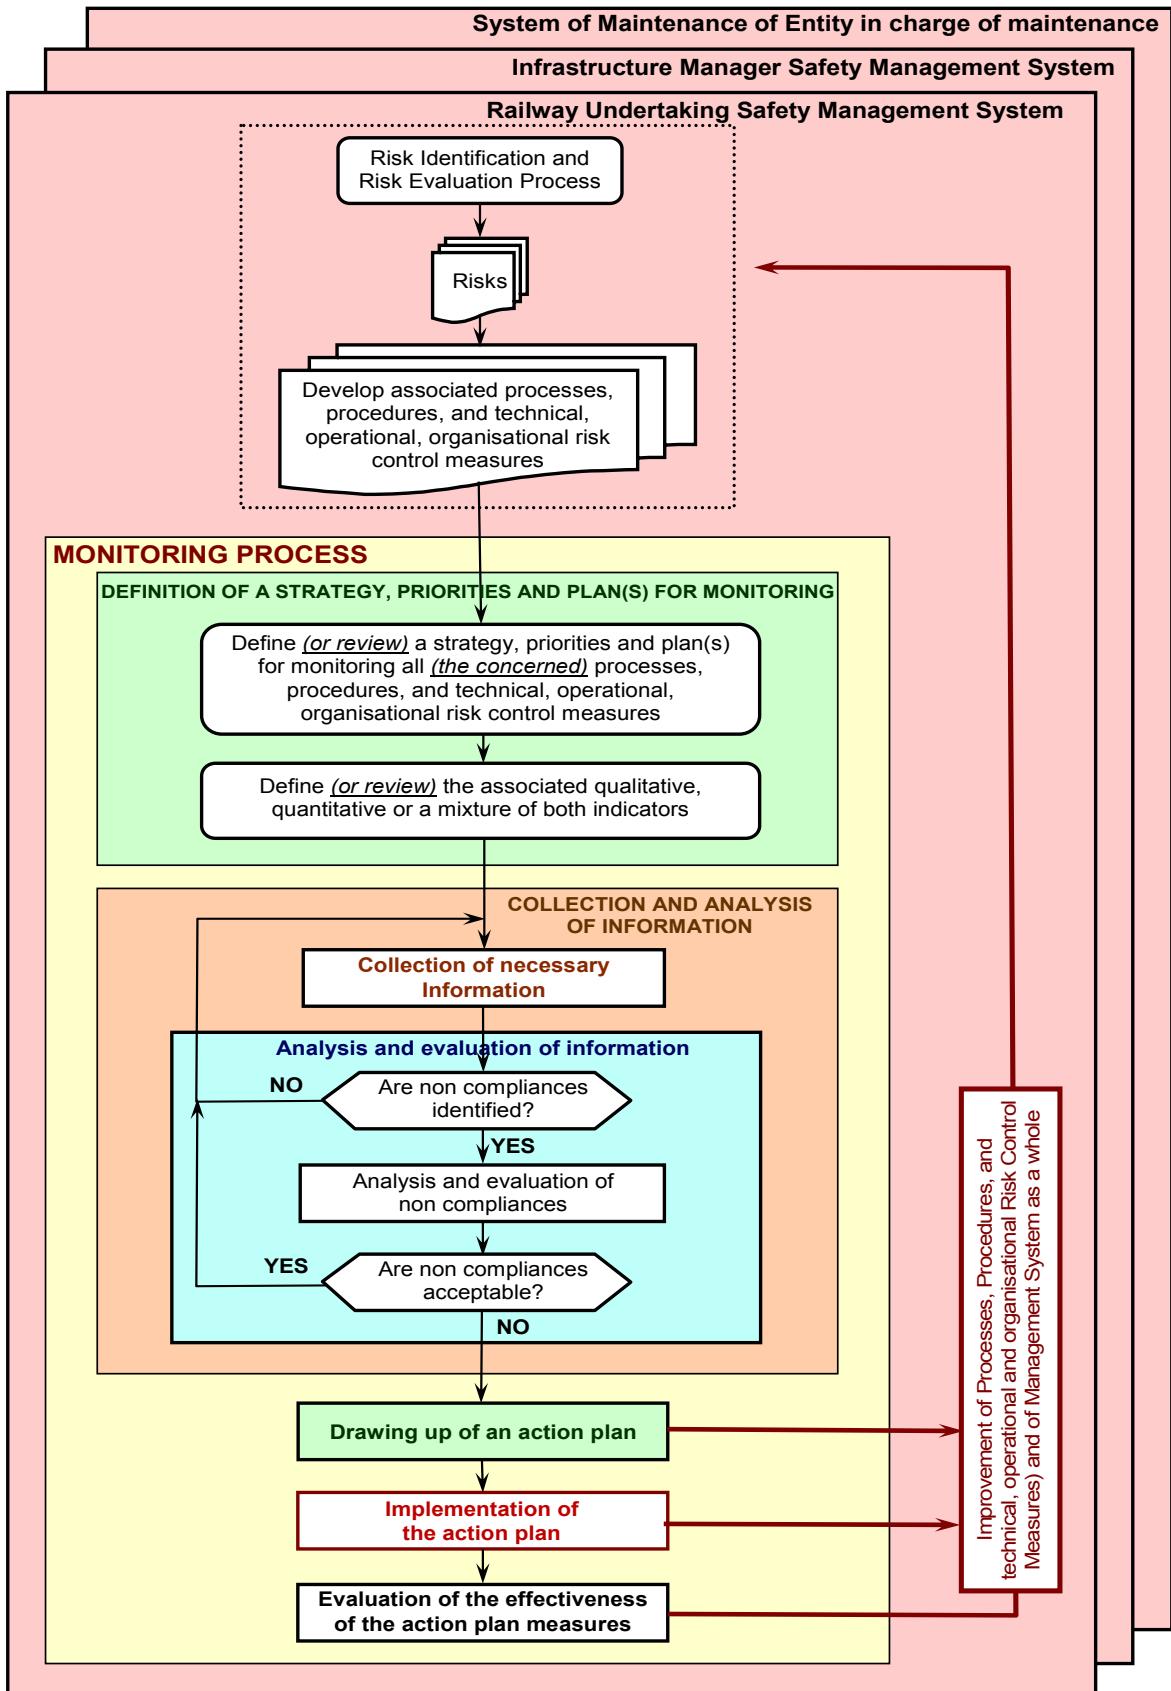 System of Maintenance of Entity in charge of maintenance
Infrastructure Manager Safety Management System
Railway Undertaking Safety Management System
Risk Identification and
Risk Evaluation Process
Risks
Develop associated processes,
procedures, and technical,
operational, organisational risk
control measures
MONITORING PROCESS
DEFINITION OF A STRATEGY, PRIORITIES AND PLAN(S) FOR MONITORING
Define (or review) a strategy, priorities and plan(s)
for monitoring all (the concerned) processes,
procedures, and technical, operational,
organisational risk control measures
Define (or review) the associated qualitative,
quantitative or a mixture of both indicators
COLLECTION AND ANALYSIS
OF INFORMATION
Collection of necessary
Information
Analysis and evaluation of information
NO
Are non compliances
identified?
YES
Analysis and evaluation of
non compliances
YES
Are non compliances
acceptable?
NO
Drawing up of an action plan
Implementation of
the action plan
Evaluation of the effectiveness
of the action plan measures
Improvement of Processes, Procedures, and
technical, operational and organisational Risk Control
Measures) and of Management System as a whole